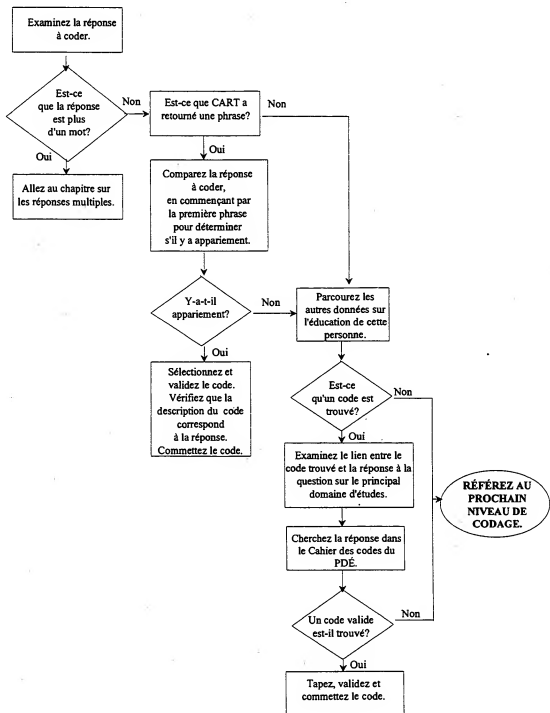 Examinez la réponse
à coder.
Est-ce
que la réponse
est plus
d'un mot?
Non
Oui
Allez au chapitre sur
les réponses multiples.
Est-ce que CART a
retourné une phrase?
Non
Oui
Comparez la réponse
à coder,
en commençant par
la première phrase
pour déterminer
s'il y a appariement.
Y-a-t-il
appariement?
Non
Oui
Sélectionnez et
validez le code.
Vérifiez que la
description du code
correspond
à la réponse.
Commettez le code.
Parcourez les
autres données sur
l'éducation de cette
personne.
Est-ce
qu'un code est
trouvé?
Non
Oui
Examinez le lien entre le
code trouvé et la réponse à la
question sur le principal
domaine d'études.
RÉFÉREZ AU
PROCHAIN
NIVEAU DE
CODAGE.
Cherchez la réponse dans
le Cahier des codes du
PDÉ.
Un code valide
est-il trouvé?
Non
Oui
Tapez, validez et
commettez le code.